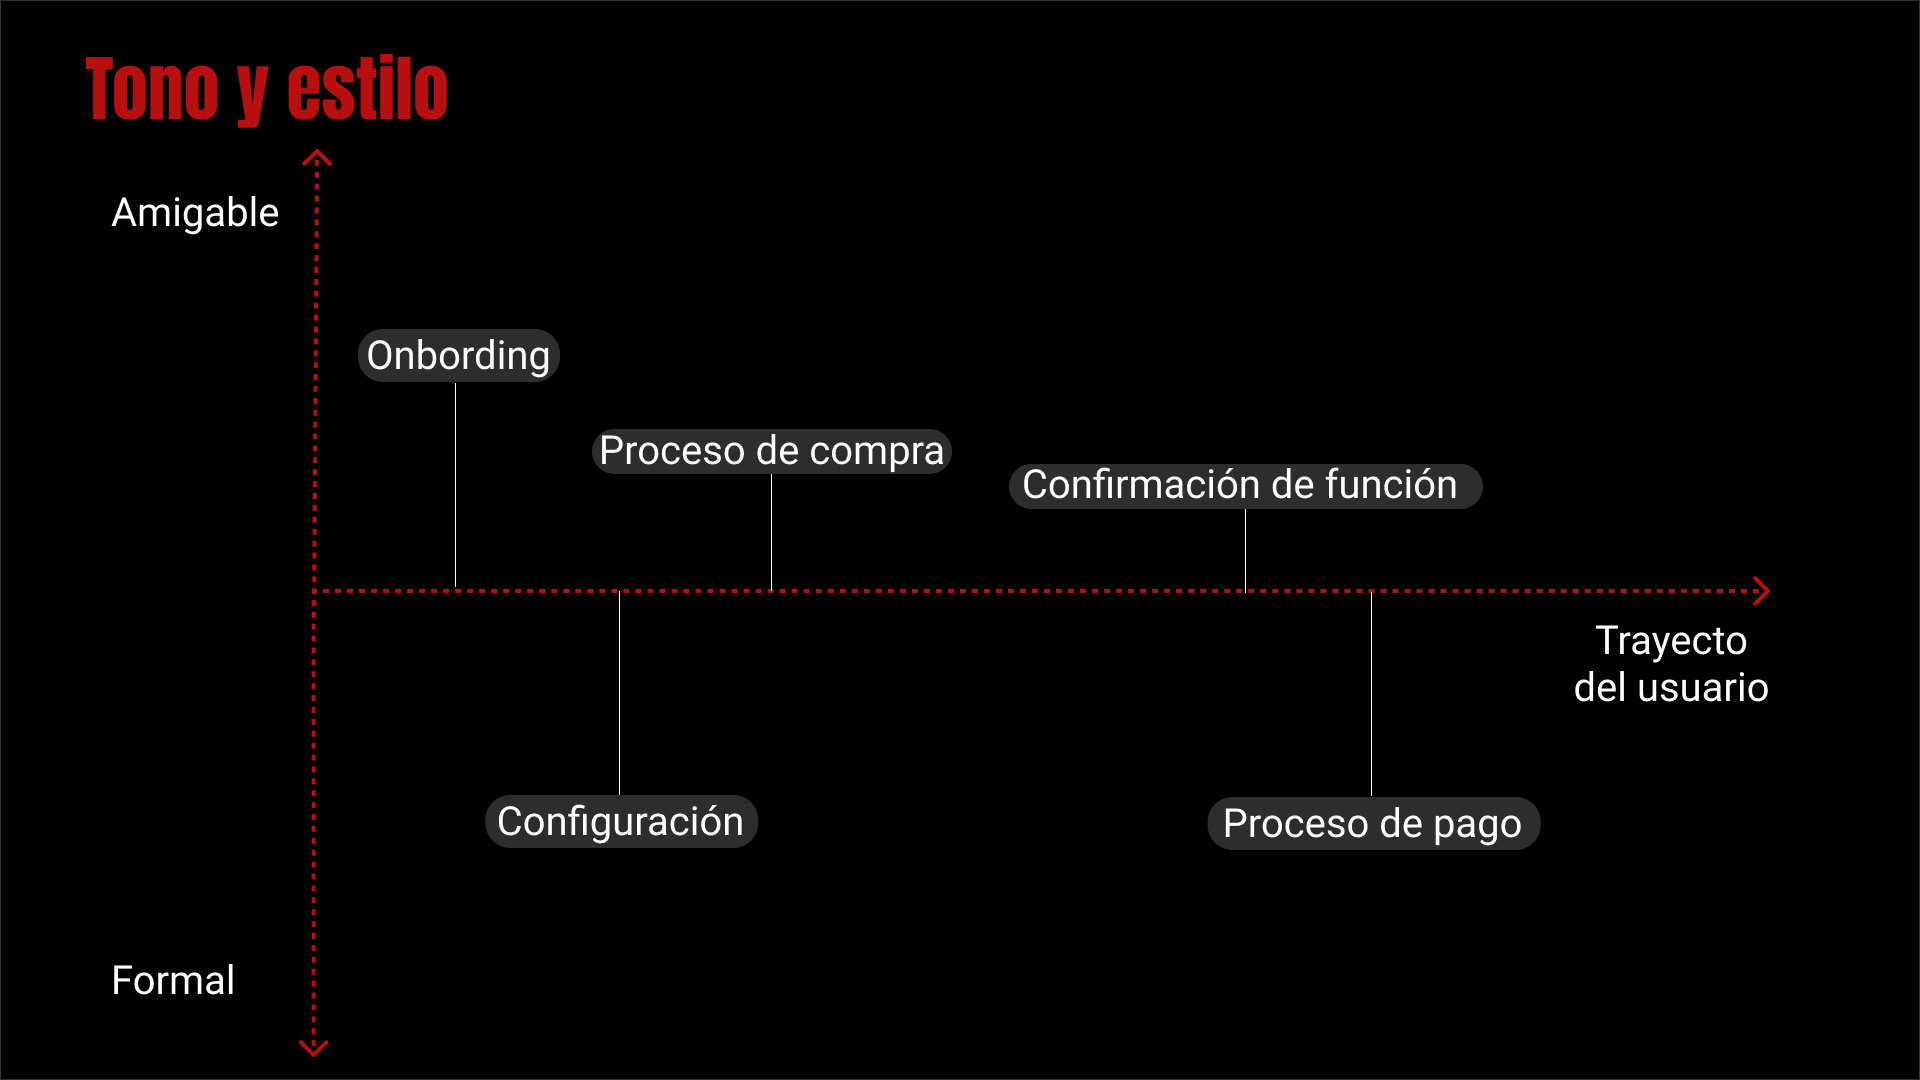 Tono y estilo
Amigable
Onbording
Proceso de compra
Confirmación de función
Trayecto
del usuario
Configuración
Proceso de pago
Formal